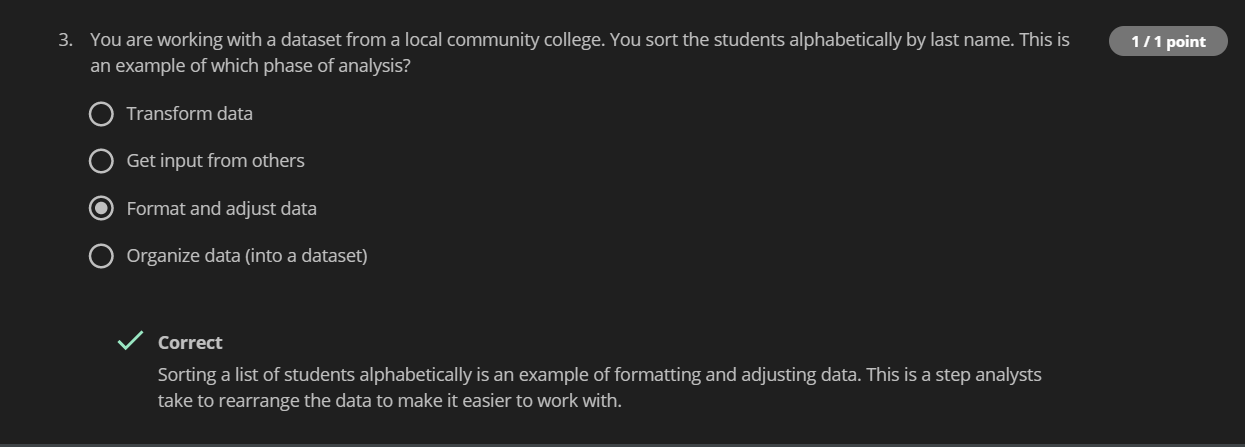 3. You are working with a dataset from a local community college. You sort the students alphabetically by last name. This is
1 / 1 point
an example of which phase of analysis?
Transform data
Get input from others
Format and adjust data
Organize data (into a dataset)
Correct
Sorting a list of students alphabetically is an example of formatting and adjusting data. This is a step analysts
take to rearrange the data to make it easier to work with.